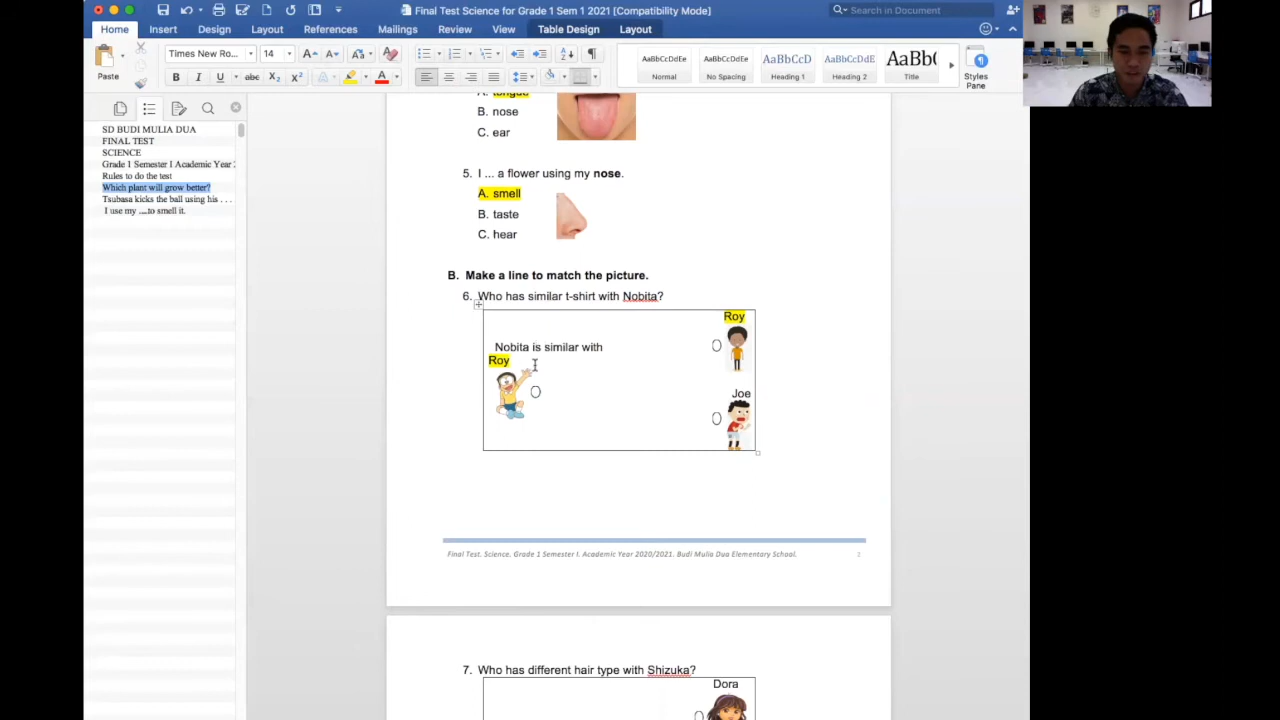 Final Test Science for Grade 1 Sem 1 2021 [Compatibility Mode]
Search in Document
Home Insert Design Layout References Mailings Review View Table Design Layout
Paste
Times New Ro... 14
AaBbCcDdEe AaBbCcDdEe AaBbCcD AaBbCcDdE AaBb(
Normal No Spacing Heading 1 Heading 2 Title
Styles
Pane
SD BUDI MULIA DUA
FINAL TEST
SCIENCE
Grade 1 Semester I Academic Year
Rules to do the test
Which plant will grow better?
Tsubasa kicks the ball using his . . .
I use my ....to smell it.
A. tongue
B. nose
C. ear
5. I ... a flower using my nose.
A. smell
B. taste
C. hear
B. Make a line to match the picture.
6. Who has similar t-shirt with Nobita?
Roy
Nobita is similar with
Roy
Joe
Final Test. Science. Grade 1 Semester I. Academic Year 2020/2021. Budi Mulia Dua Elementary School. 2
7. Who has different hair type with Shizuka?
Dora